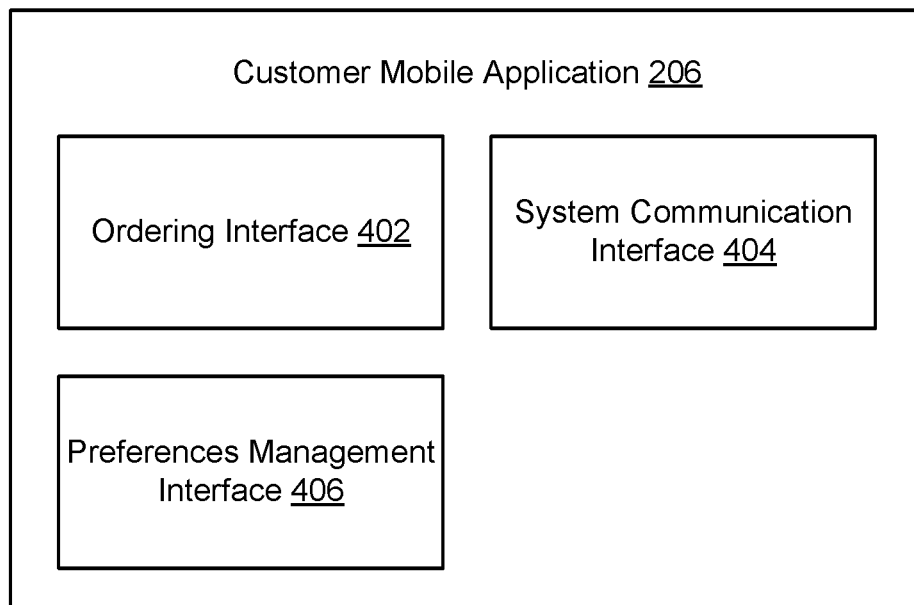 Customer Mobile Application 206
Ordering Interface 402
System Communication
Interface 404
Preferences Management
Interface 406